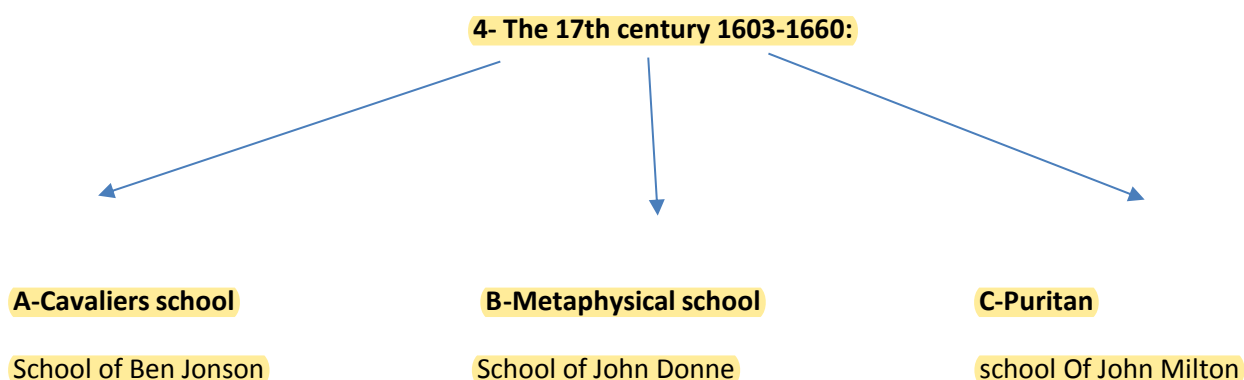 4- The 17th century 1603-1660:
A-Cavaliers school
B-Metaphysical school
C-Puritan
School of Ben Jonson
School of John Donne
school Of John Milton